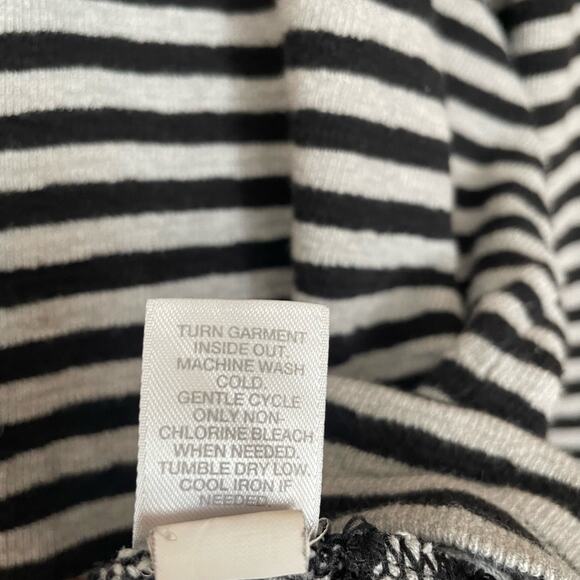 TURN GARMENT
INSIDE OUT.
MACHINE WASH
COLD.
GENTLE CYCLE
ONLY NON-
CHLORINE BLEACH
WHEN NEEDED.
TUMBLE DRY LOW.
COOL IRON IF
NEEDED.